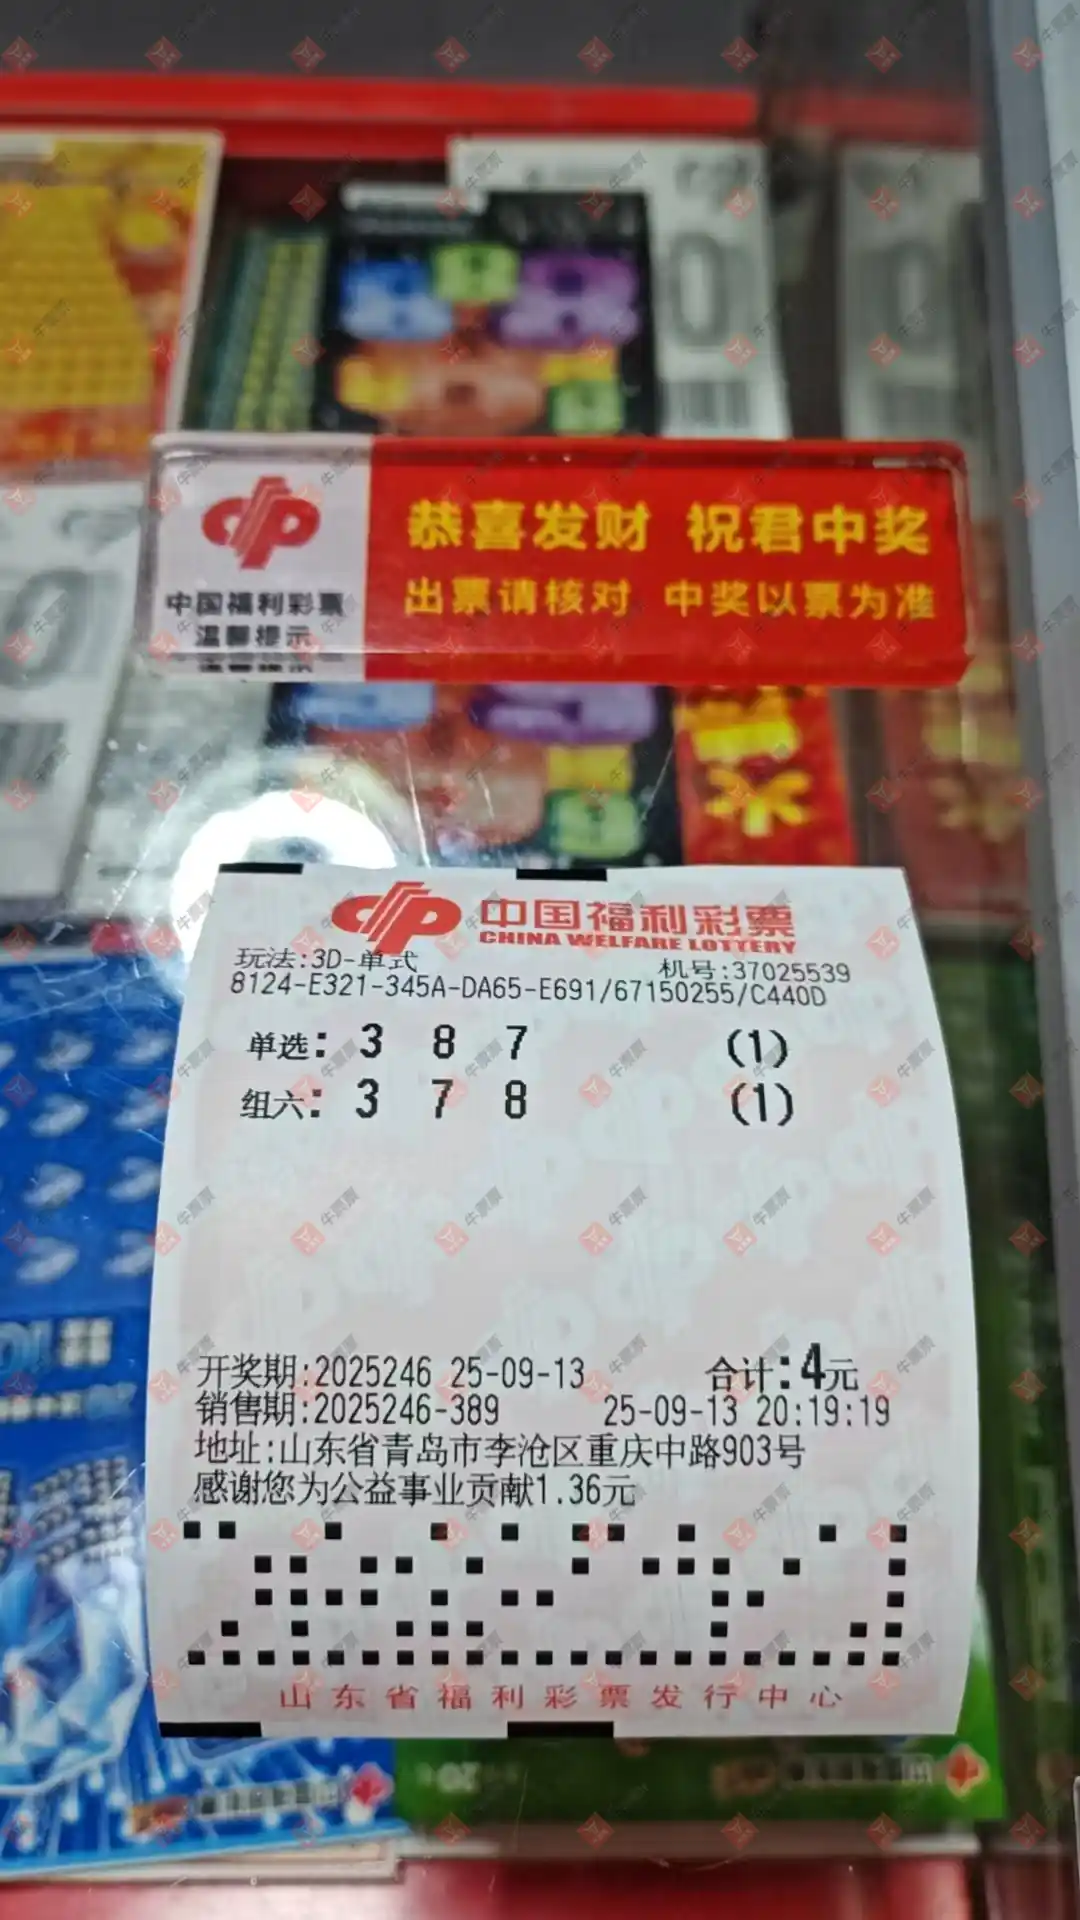 恭喜发财 祝君中奖
出票请核对 中奖以票为准
中国福利彩票
温馨提示
中国福利彩票
CHINA WELFARE LOTTERY
玩法:3D-单式 机号:37025539
8124-E321-345A-DA65-E691/67150255/C440D
单选: 3 8 7 (1)
组六: 3 7 8 (1)
开奖期:2025246 25-09-13 合计:4元
销售期:2025246-389 25-09-13 20:19:19
地址:山东省青岛市李沧区重庆中路903号
感谢您为公益事业贡献1.36元
山东省福利彩票发行中心
牛票票